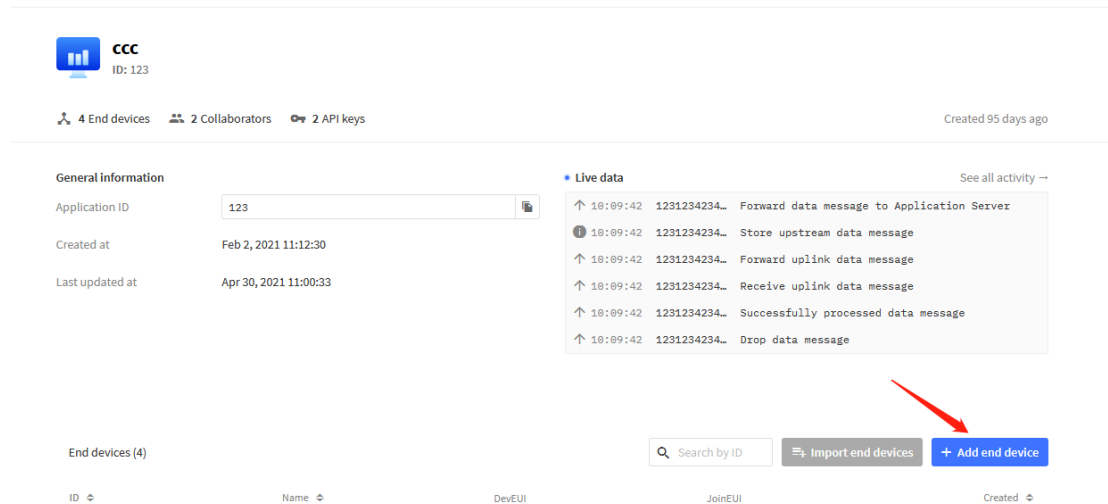 ccc
ID: 123
4 End devices 2 Collaborators 2 API keys Created 95 days ago
General information
Application ID 123
Created at Feb 2, 2021 11:12:30
Last updated at Apr 30, 2021 11:00:33
Live data See all activity →
↑ 10:09:42 1231234234… Forward data message to Application Server
10:09:42 1231234234… Store upstream data message
↑ 10:09:42 1231234234… Forward uplink data message
↑ 10:09:42 1231234234… Receive uplink data message
↑ 10:09:42 1231234234… Successfully processed data message
↑ 10:09:42 1231234234… Drop data message
End devices (4) Search by ID Import end devices + Add end device
ID Name DevEUI JoinEUI Created